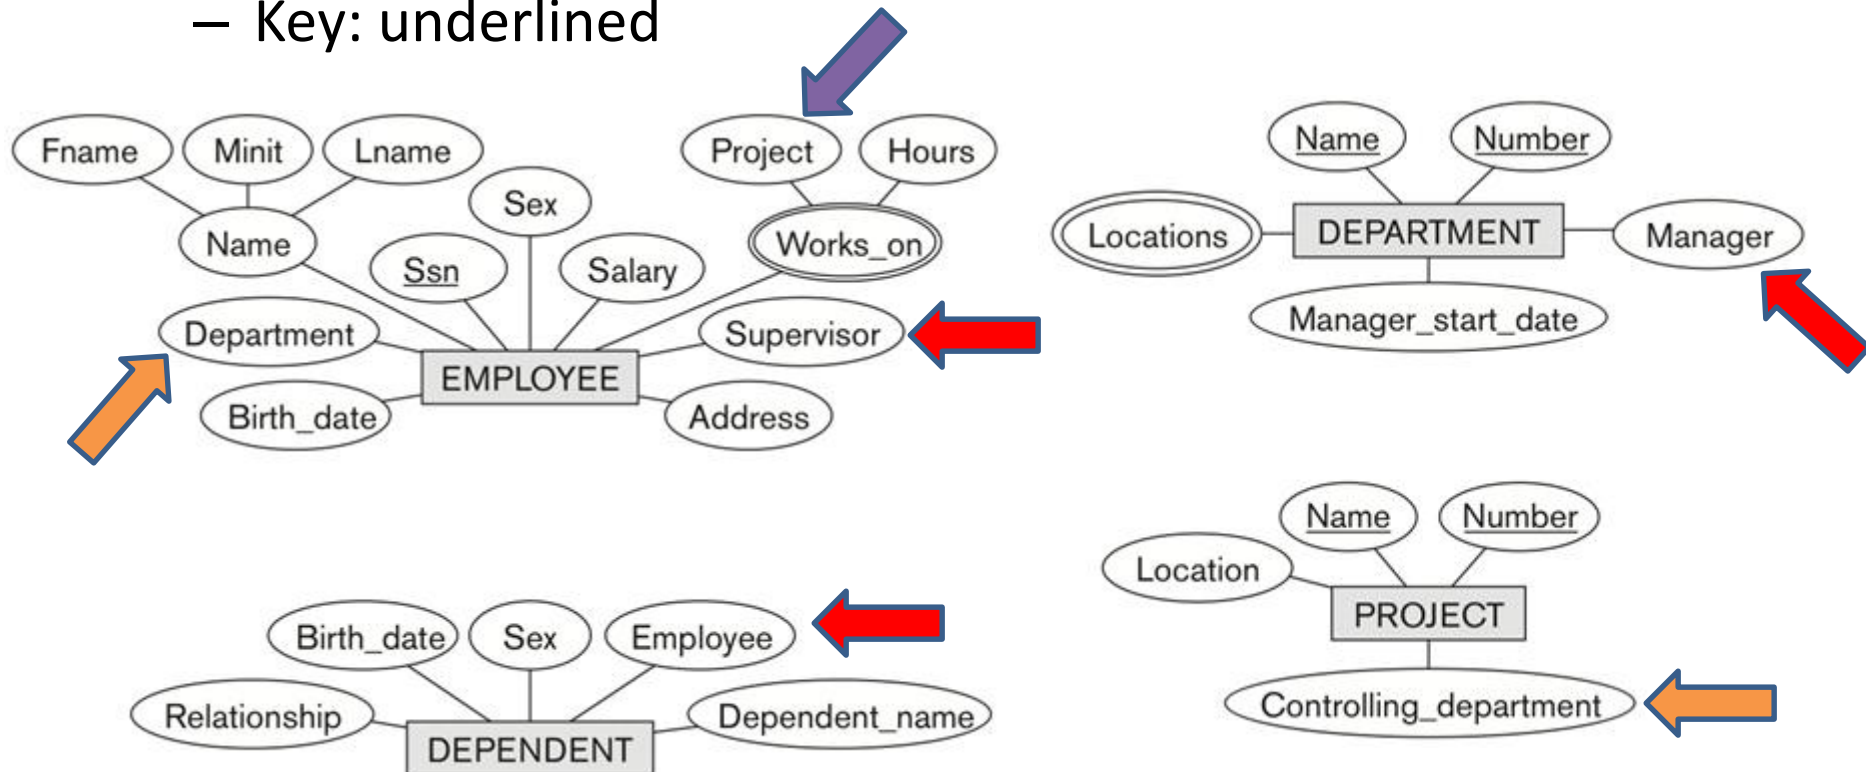 – Key: underlined
Fname
Minit
Lname
Name
Ssn
Sex
Salary
Project
Hours
Works_on
Department
Supervisor
EMPLOYEE
Birth_date
Address
Name
Number
Locations
DEPARTMENT
Manager
Manager_start_date
Birth_date
Sex
Employee
Relationship
Dependent_name
DEPENDENT
Name
Number
Location
PROJECT
Controlling_department